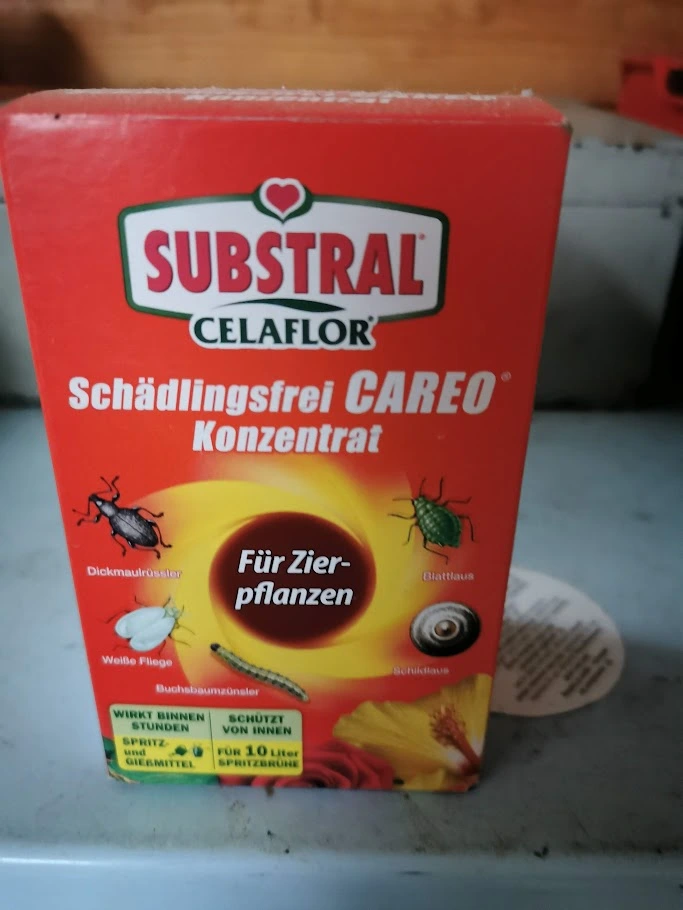 SUBSTRAL®
CELAFLOR®
Schädlingsfrei CAREO®
Konzentrat
Für Zier-
pflanzen
Dickmaulrüssler
Blattlaus
Weiße Fliege
Schildlaus
Buchsbaumzünsler
WIRKT BINNEN
STUNDEN
SCHÜTZT
VON INNEN
SPRITZ-
und
GIEßMITTEL
FÜR 10 Liter
SPRITZBRÜHE